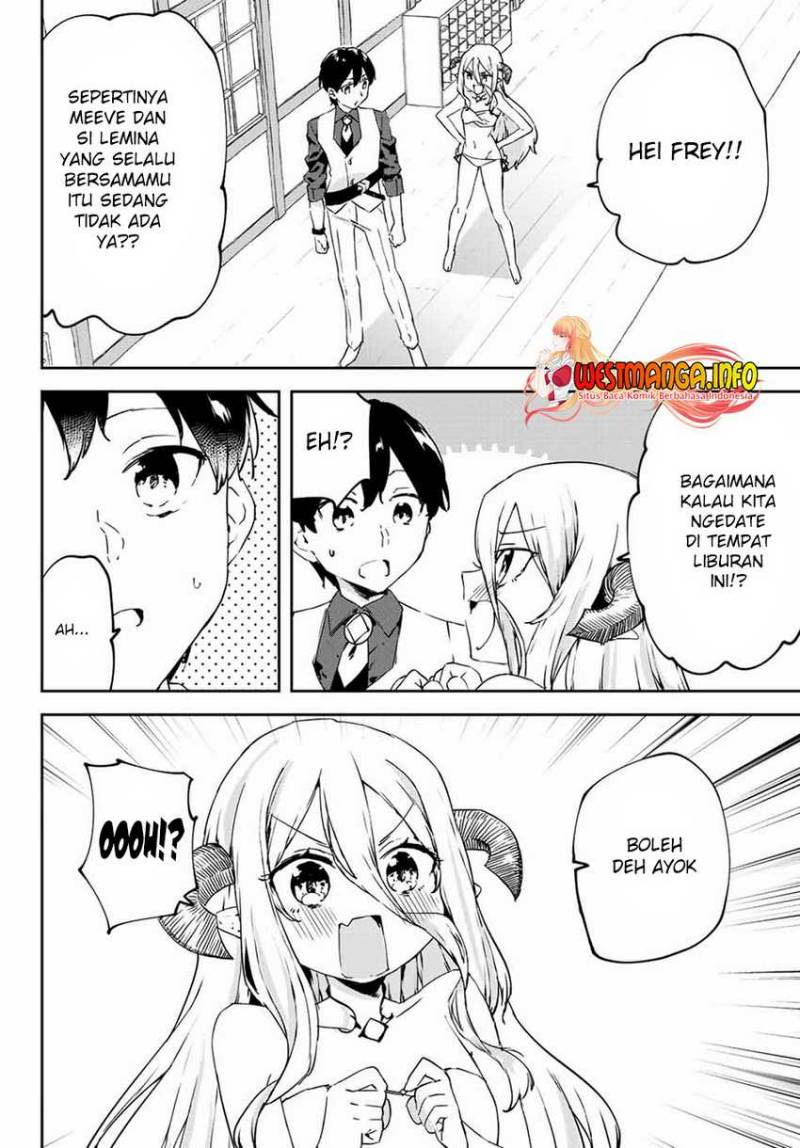 HEI FREY!!
SEPERTINYA
MEEVE DAN
SI LEMINA
YANG SELALU
BERSAMAMU
ITU SEDANG
TIDAK ADA
YA??
WESTMANGA.INFO
Situs Baca Komik Berbahasa Indonesia
BAGAIMANA
KALAU KITA
NGEDATE
DI TEMPAT
LIBURAN
INI!?
EH!?
AH...
BOLEH
DEH AYOK
OOOH!?